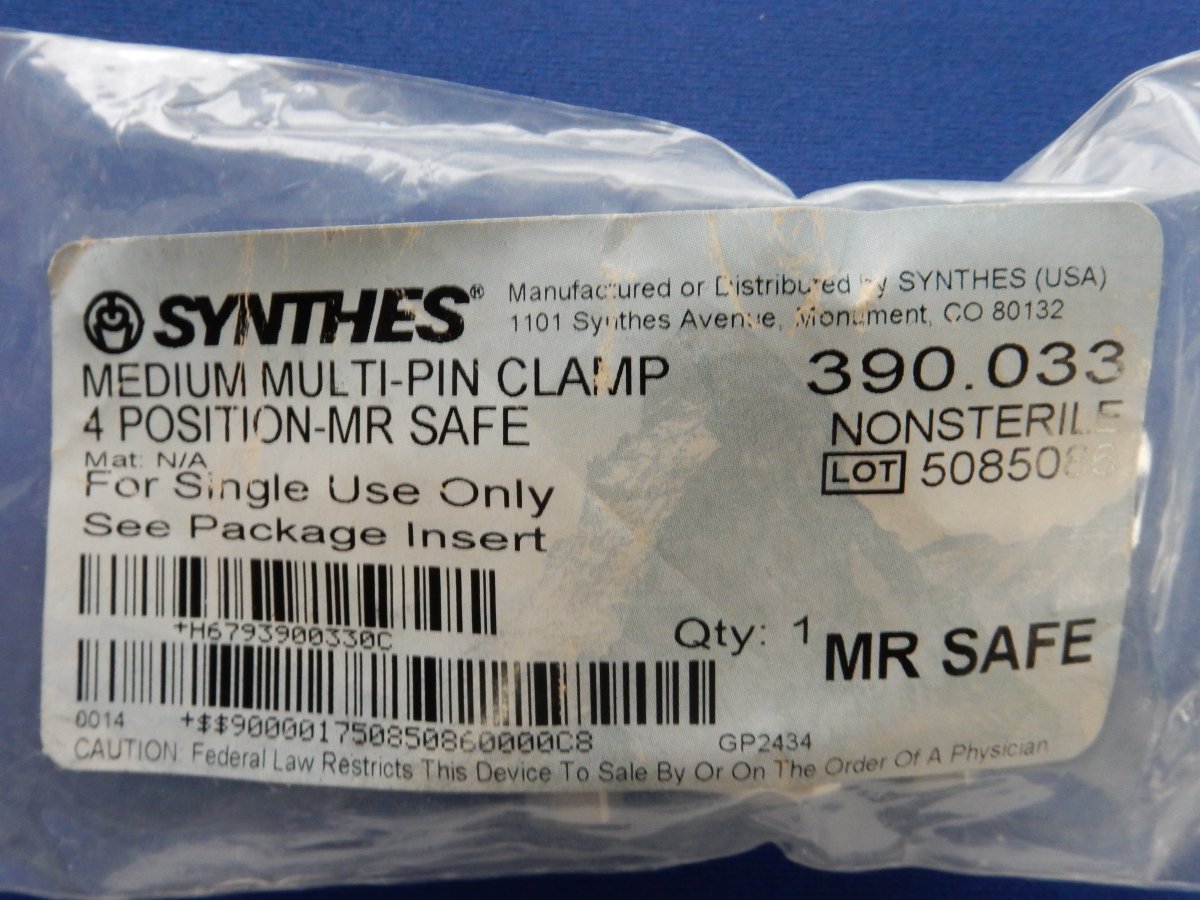 SYNTHES® Manufactured or Distributed by SYNTHES (USA)
1101 Synthes Avenue, Monument, CO 80132
MEDIUM MULTI-PIN CLAMP 390.033
4 POSITION-MR SAFE NONSTERILE
Mat: N/A LOT 5085086
For Single Use Only
See Package Insert
+H6793900330C
Qty: 1 MR SAFE
0014 +$$900001750850860000C8 GP2434
CAUTION: Federal Law Restricts This Device To Sale By Or On The Order Of A Physician